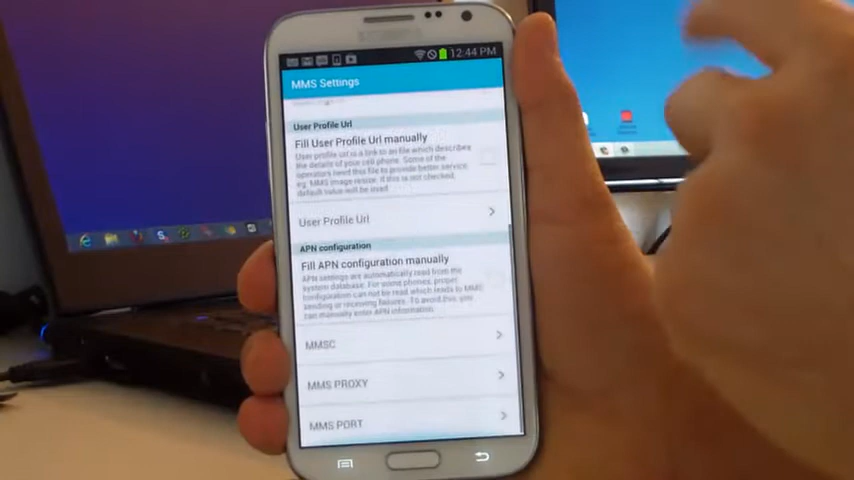 12:44 PM
MMS Settings
User Profile Url
Fill User Profile Url manually
User profile url is a link to an file which describes
the details of your cell phone. Some of the
operators need this file to provide better service,
eg: MMS image resize. If this is not checked,
default value will be used.
User Profile Url
APN configuration
Fill APN configuration manually
APN settings are automatically read from the
system database. For some phones, proper
configuration can not be read, which leads to MMS
sending or receiving failures. To avoid this, you
can manually enter APN information.
MMSC
MMS PROXY
MMS PORT